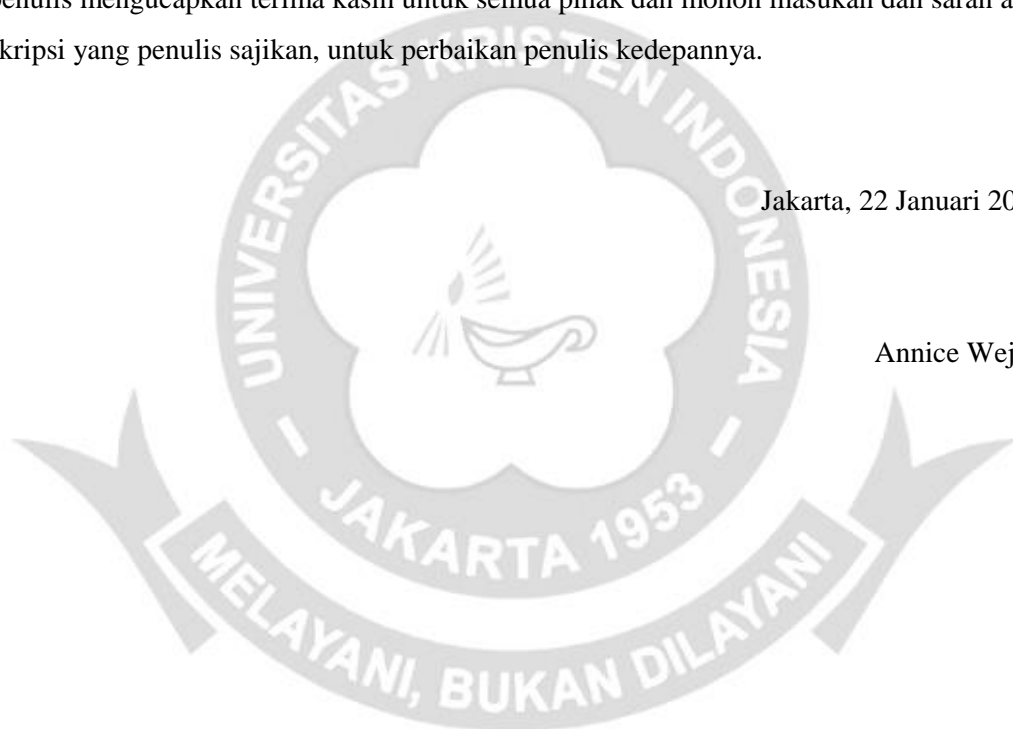 penulis mengucapkan terima kasih untuk semua pihak dan mohon masukan dan saran a
kripsi yang penulis sajikan, untuk perbaikan penulis kedepannya.
UNIVERSITAS KRISTEN INDONESIA
Jakarta, 22 Januari 20
Annice Wej
JAKARTA 1953
MELAYANI, BUKAN DILAYANI